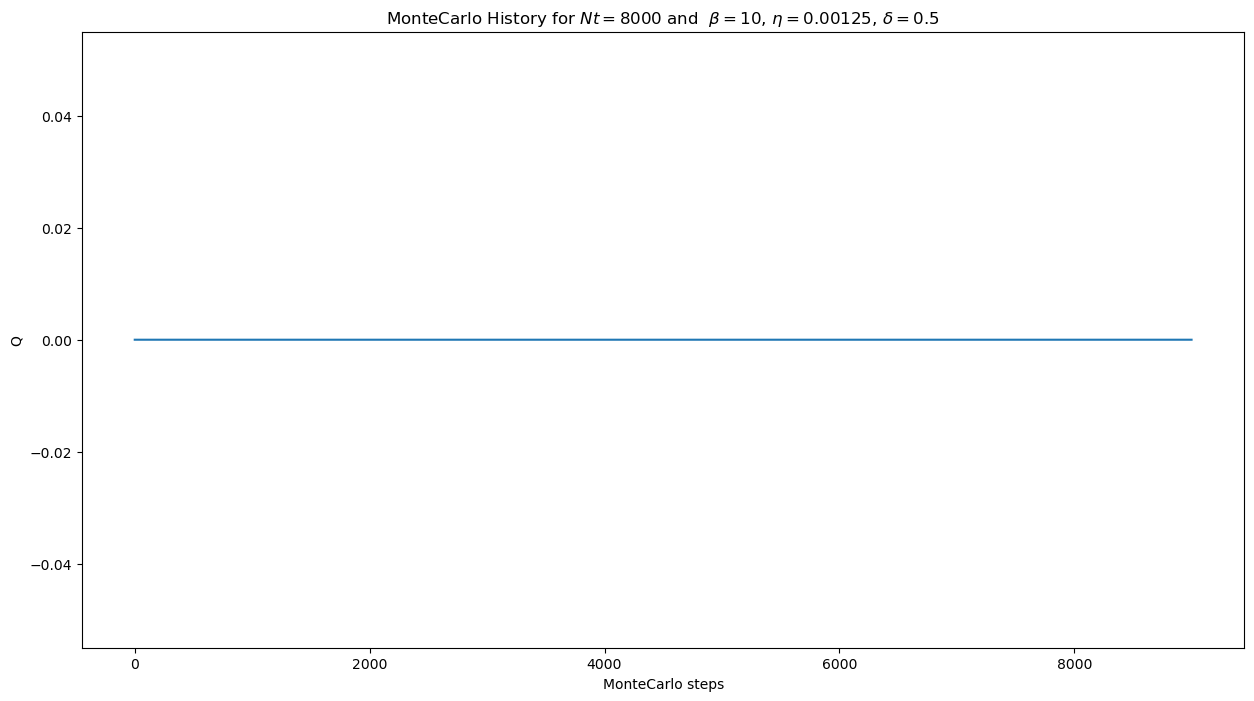 MonteCarlo History for Nt = 8000 and β = 10, η = 0.00125, δ = 0.5
0.04
0.02
0.00
−0.02
−0.04
Q
0 2000 4000 6000 8000
MonteCarlo steps